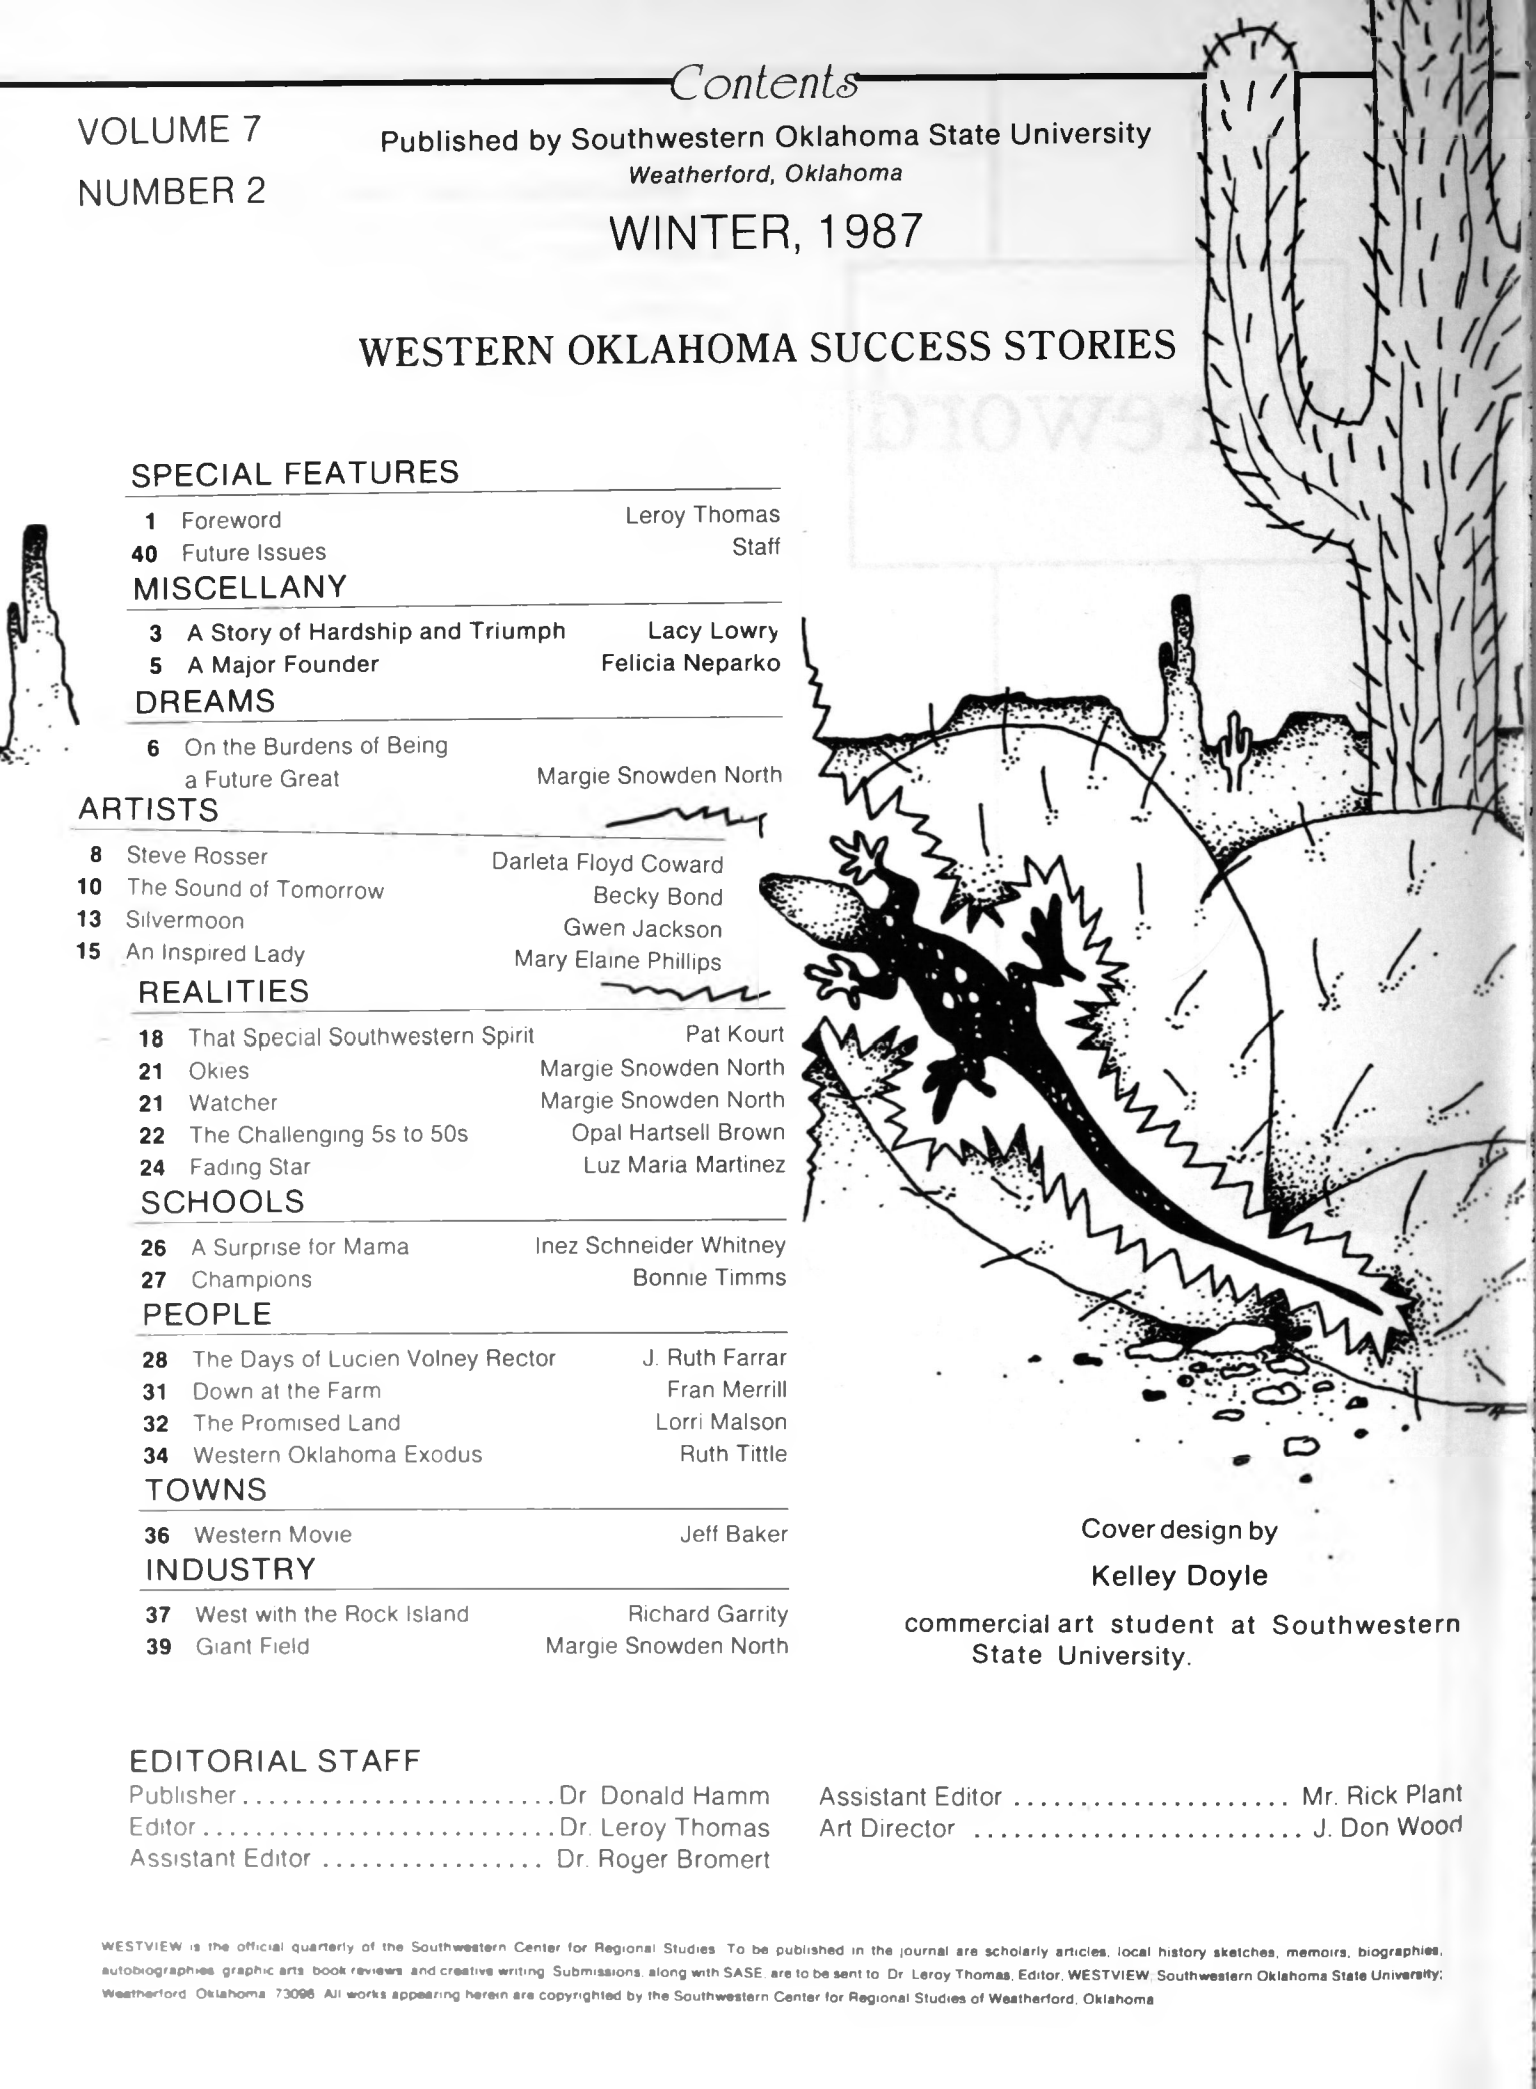 Contents
VOLUME 7
NUMBER 2
Published by Southwestern Oklahoma State University
Weatherford, Oklahoma
WINTER, 1987
WESTERN OKLAHOMA SUCCESS STORIES
SPECIAL FEATURES
1 Foreword Leroy Thomas
40 Future Issues Staff
MISCELLANY
3 A Story of Hardship and Triumph Lacy Lowry
5 A Major Founder Felicia Neparko
DREAMS
6 On the Burdens of Being
a Future Great Margie Snowden North
ARTISTS
8 Steve Rosser Darleta Floyd Coward
10 The Sound of Tomorrow Becky Bond
13 Silvermoon Gwen Jackson
15 An Inspired Lady Mary Elaine Phillips
REALITIES
18 That Special Southwestern Spirit Pat Kourt
21 Okies Margie Snowden North
21 Watcher Margie Snowden North
22 The Challenging 5s to 50s Opal Hartsell Brown
24 Fading Star Luz Maria Martinez
SCHOOLS
26 A Surprise for Mama Inez Schneider Whitney
27 Champions Bonnie Timms
PEOPLE
28 The Days of Lucien Volney Rector J. Ruth Farrar
31 Down at the Farm Fran Merrill
32 The Promised Land Lorri Malson
34 Western Oklahoma Exodus Ruth Tittle
TOWNS
36 Western Movie Jeff Baker
INDUSTRY
37 West with the Rock Island Richard Garrity
39 Giant Field Margie Snowden North
Cover design by
Kelley Doyle
commercial art student at Southwestern
State University.
EDITORIAL STAFF
Publisher........................Dr Donald Hamm
Editor...........................Dr. Leroy Thomas
Assistant Editor ................. Dr. Roger Bromert
Assistant Editor ..................... Mr. Rick Plant
Art Director ......................... J. Don Wood
WESTVIEW is the official quarterly of the Southwestern Center for Regional Studies To be published in the journal are scholarly articles, local history sketches, memoirs, biographies,
autobiographies graphic arts book reviews and creative writing Submissions, along with SASE, are to be sent to Dr Leroy Thomas, Editor, WESTVIEW; Southwestern Oklahoma State University;
Weatherford Oklahoma 73096 All works appearing herein are copyrighted by the Southwestern Center for Regional Studies of Weatherford, Oklahoma